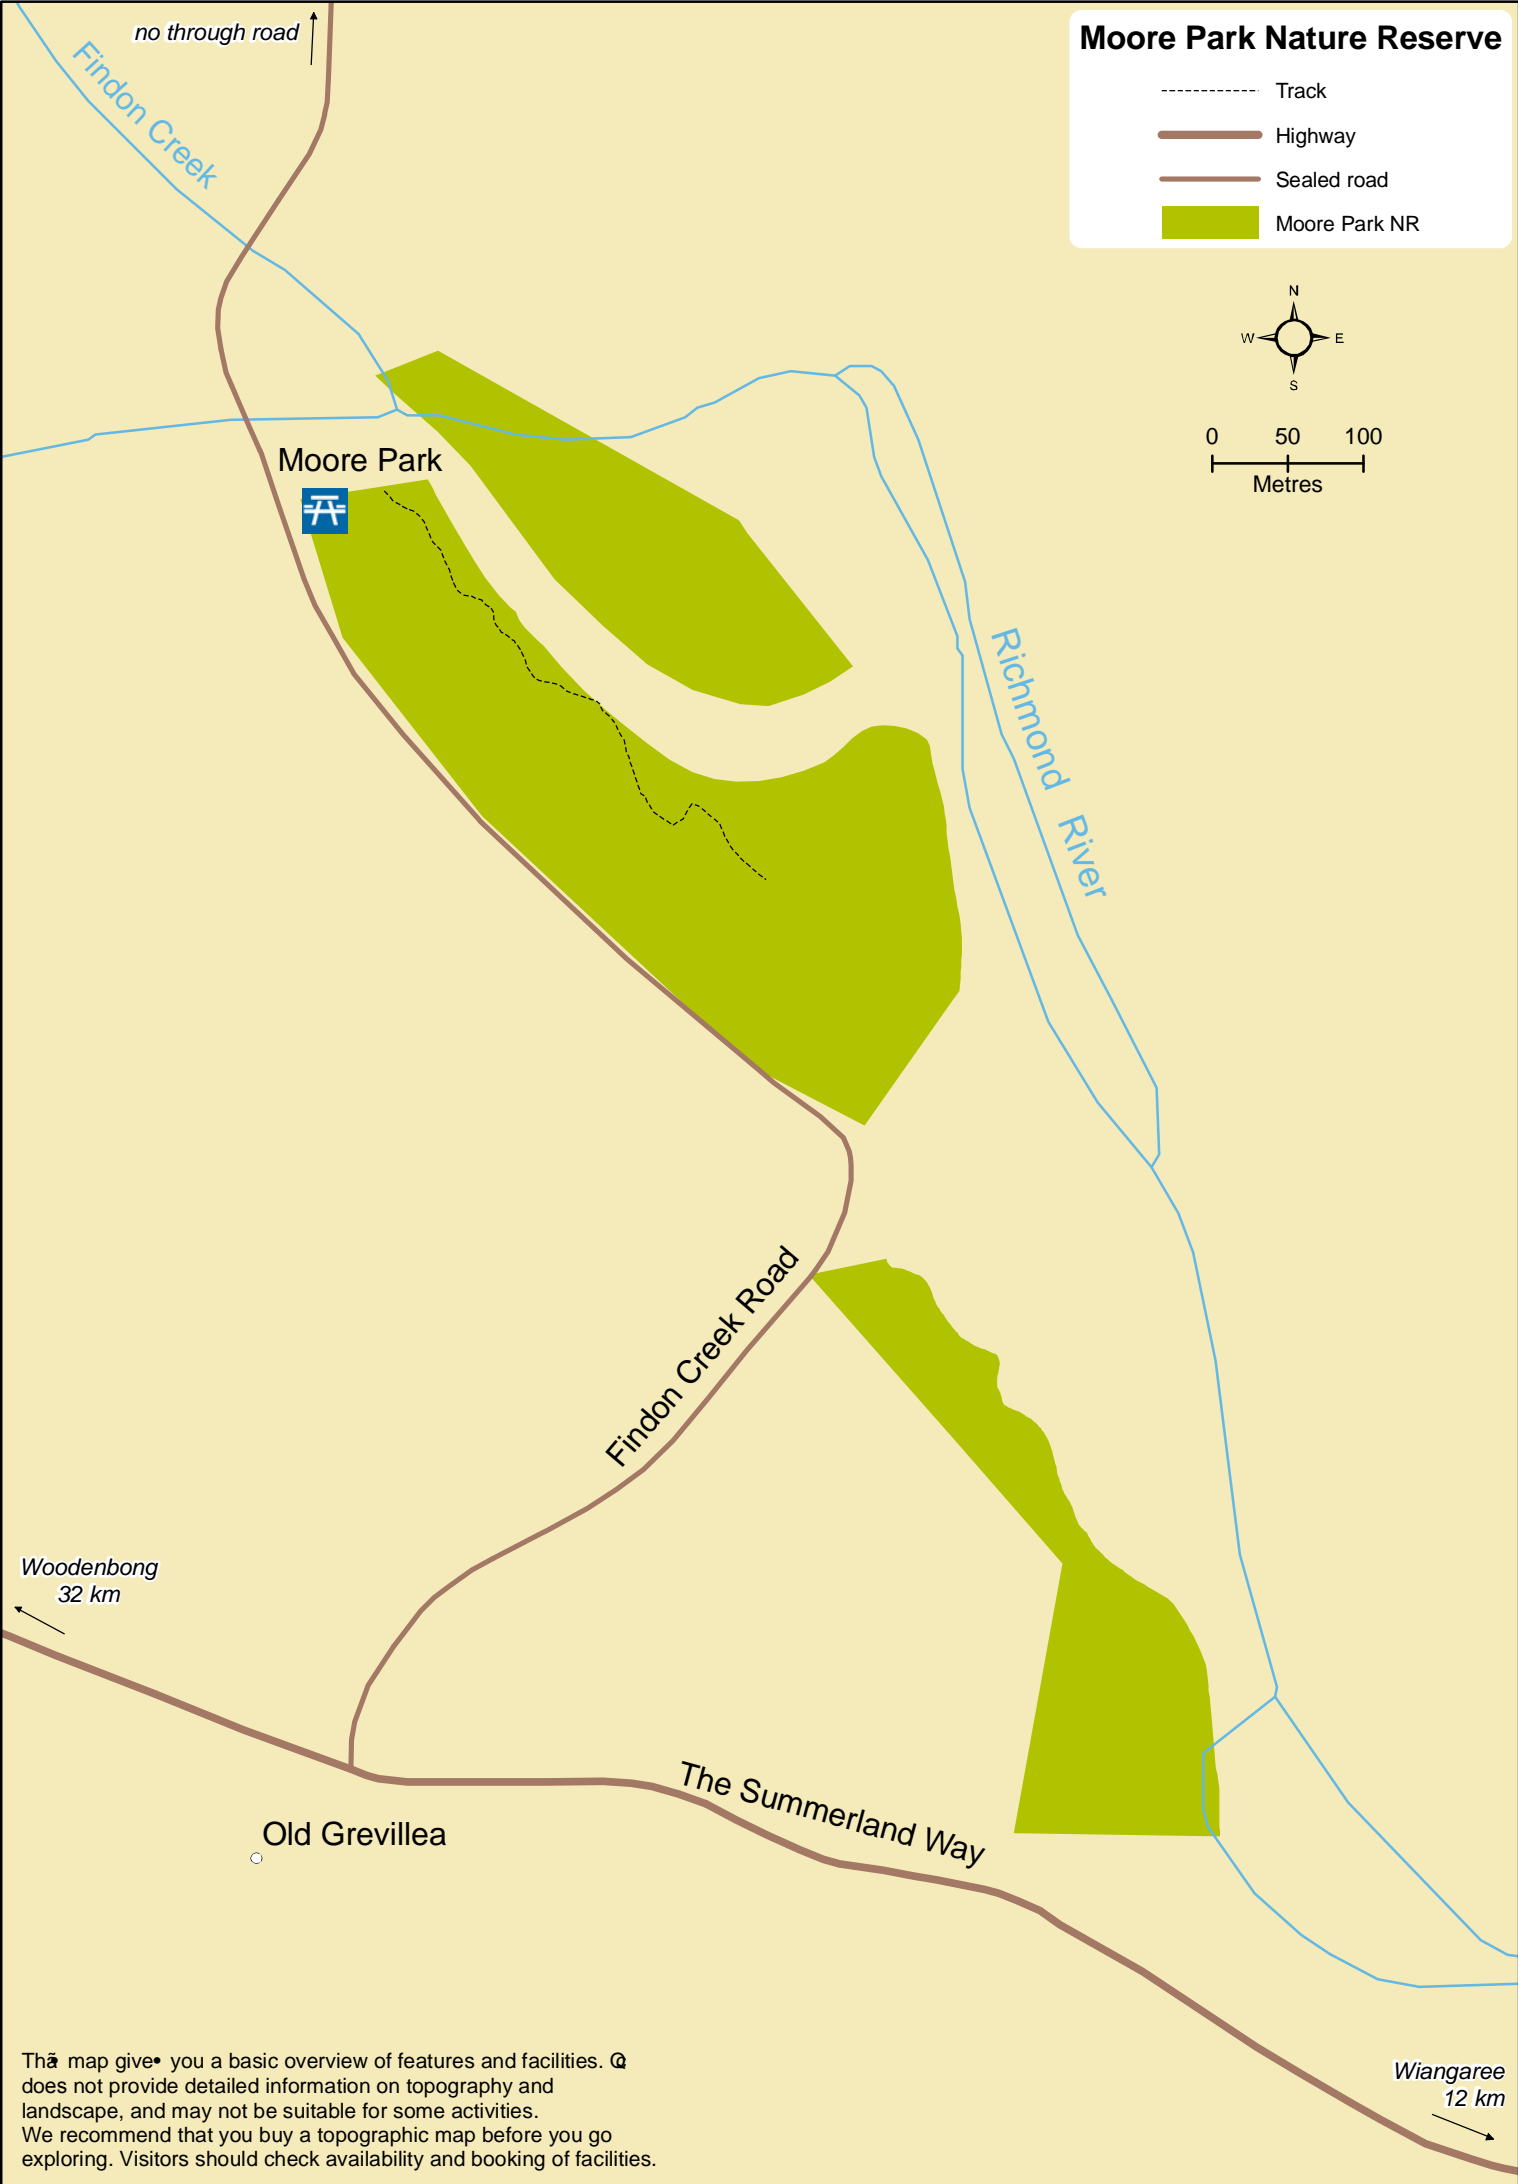 no through road
Findon Creek
Moore Park Nature Reserve
Track
Highway
Sealed road
Moore Park NR
N
W E
S
0 50 100
Metres
Moore Park
Richmond River
Findon Creek Road
Woodenbong
32 km
The Summerland Way
Old Grevillea
Wiangaree
12 km
map give• you a basic overview of features and facilities.
does not provide detailed information on topography and
landscape, and may not be suitable for some activities.
We recommend that you buy a topographic map before you go
exploring. Visitors should check availability and booking of facilities.